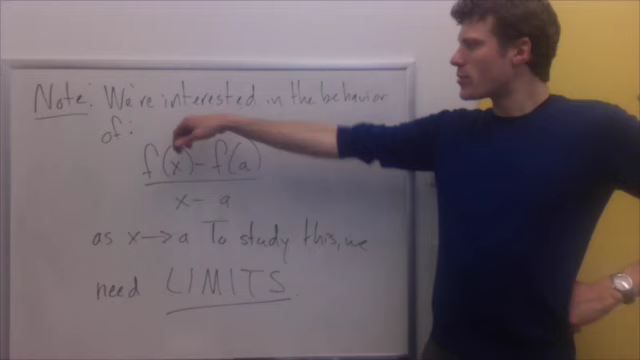 Note: We're interested in the behavior
of:
f(x)-f(a)
x-a
as x→a To study this, we
need LIMITS.